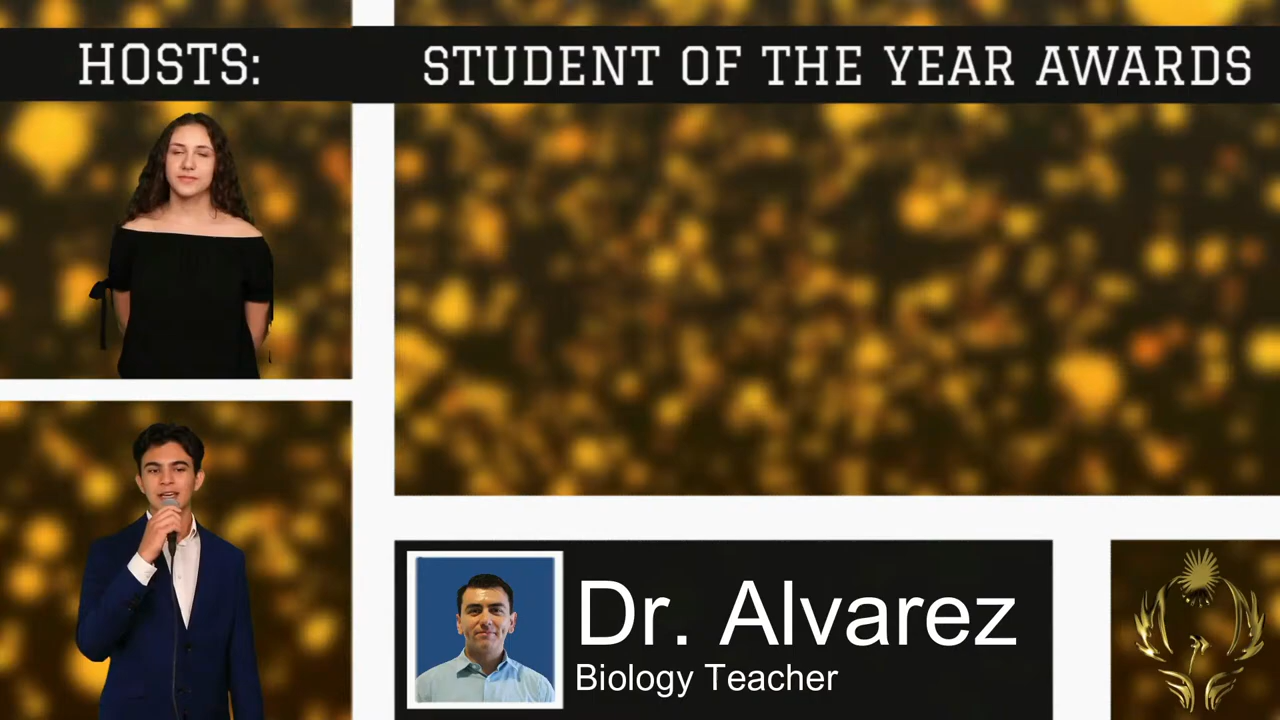 HOSTS:
STUDENT OF THE YEAR AWARDS
Dr. Alvarez
Biology Teacher